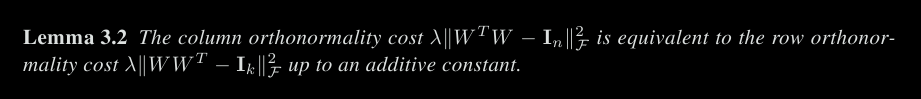 Lemma 3.2 The column orthonormality cost λ‖W^T W − I_n‖²_F is equivalent to the row orthonor-
mality cost λ‖WW^T − I_k‖²_F up to an additive constant.